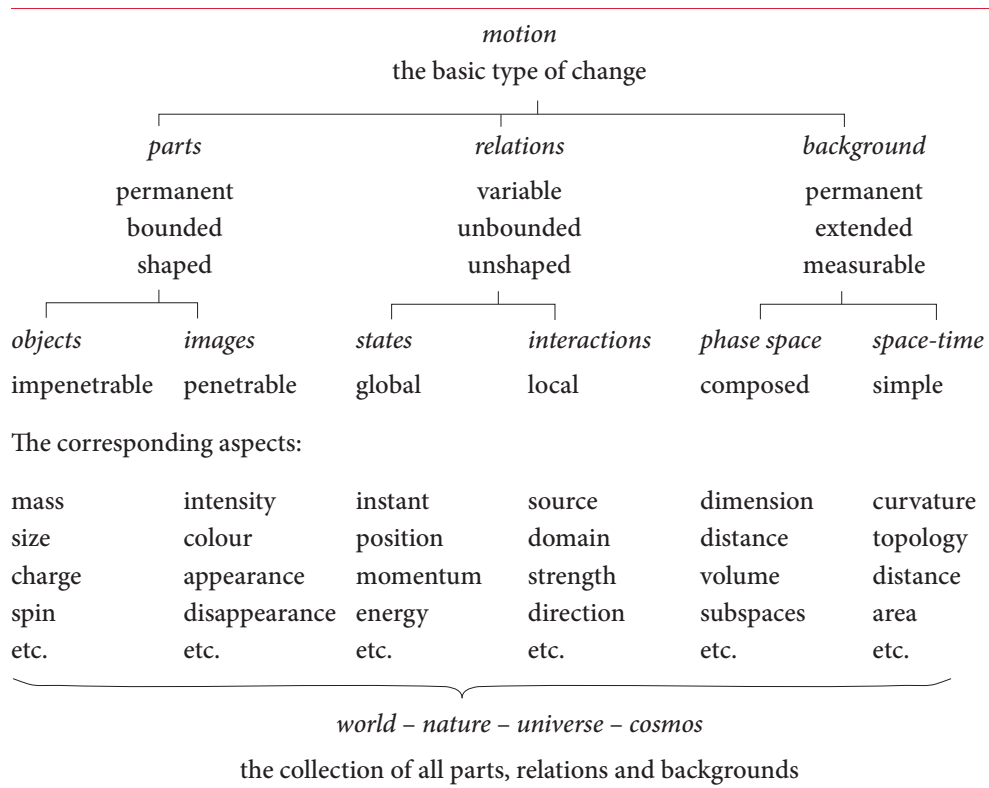 motion
the basic type of change
parts relations background
permanent variable permanent
bounded unbounded extended
shaped unshaped measurable
objects images states interactions phase space space-time
impenetrable penetrable global local composed simple
The corresponding aspects:
mass intensity instant source dimension curvature
size colour position domain distance topology
charge appearance momentum strength volume distance
spin disappearance energy direction subspaces area
etc. etc. etc. etc. etc. etc.
world – nature – universe – cosmos
the collection of all parts, relations and backgrounds